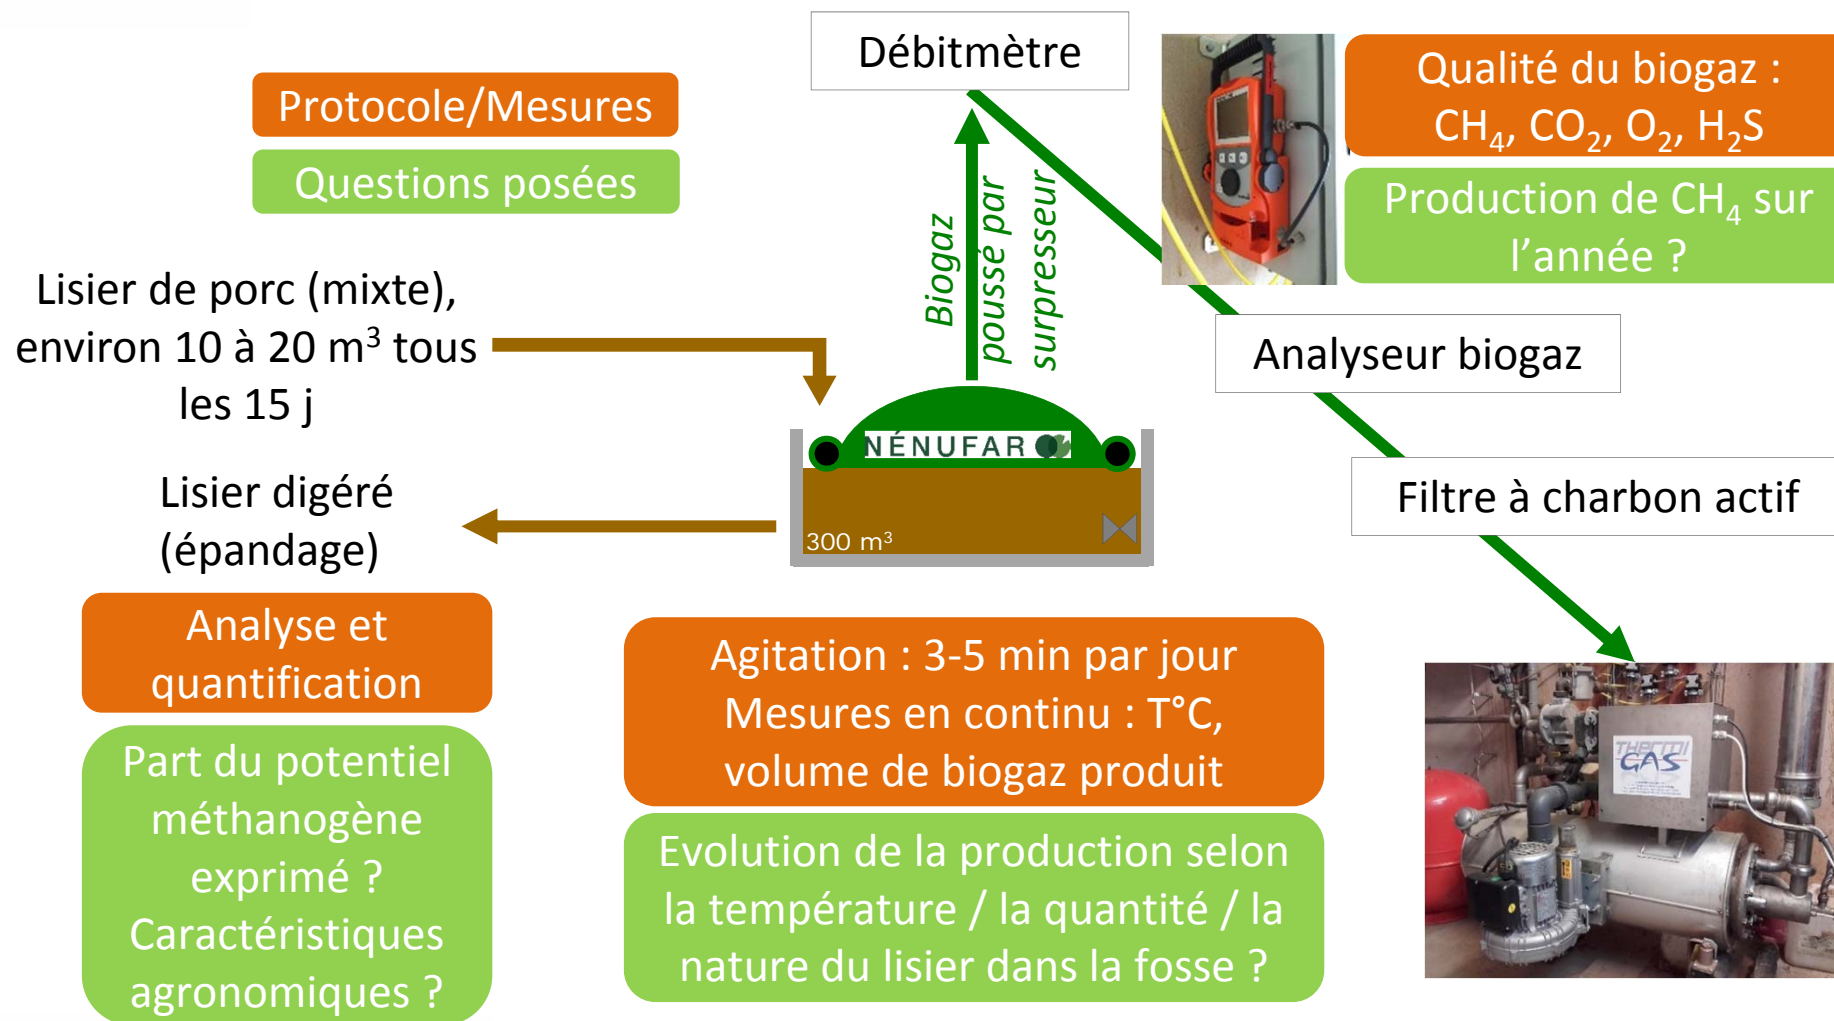 Débitmètre
Protocole/Mesures
Questions posées
Qualité du biogaz :
CH₄, CO₂, O₂, H₂S
Production de CH₄ sur
l’année ?
Biogaz
poussé par
surpresseur
Lisier de porc (mixte),
environ 10 à 20 m³ tous
les 15 j
Analyseur biogaz
NÉNUFAR
Lisier digéré
(épandage)
300 m³
Filtre à charbon actif
Analyse et
quantification
Part du potentiel
méthanogène
exprimé ?
Caractéristiques
agronomiques ?
Agitation : 3-5 min par jour
Mesures en continu : T°C,
volume de biogaz produit
Evolution de la production selon
la température / la quantité / la
nature du lisier dans la fosse ?
THERMI
GAS